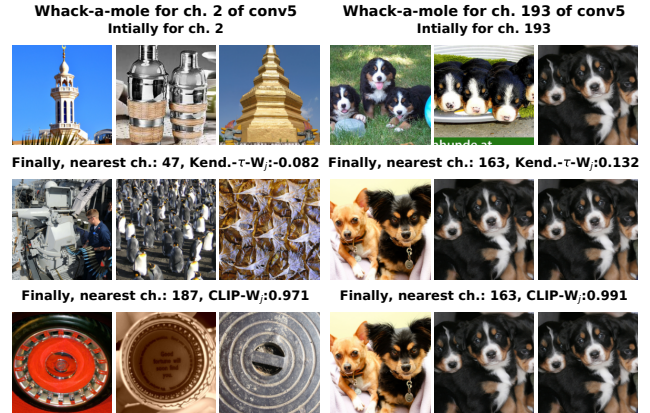 Whack-a-mole for ch. 2 of conv5
Intially for ch. 2
Finally, nearest ch.: 47, Kend.-τ-Wⱼ:-0.082
Finally, nearest ch.: 187, CLIP-Wⱼ:0.971
Whack-a-mole for ch. 193 of conv5
Intially for ch. 193
Finally, nearest ch.: 163, Kend.-τ-Wⱼ:0.132
Finally, nearest ch.: 163, CLIP-Wⱼ:0.991